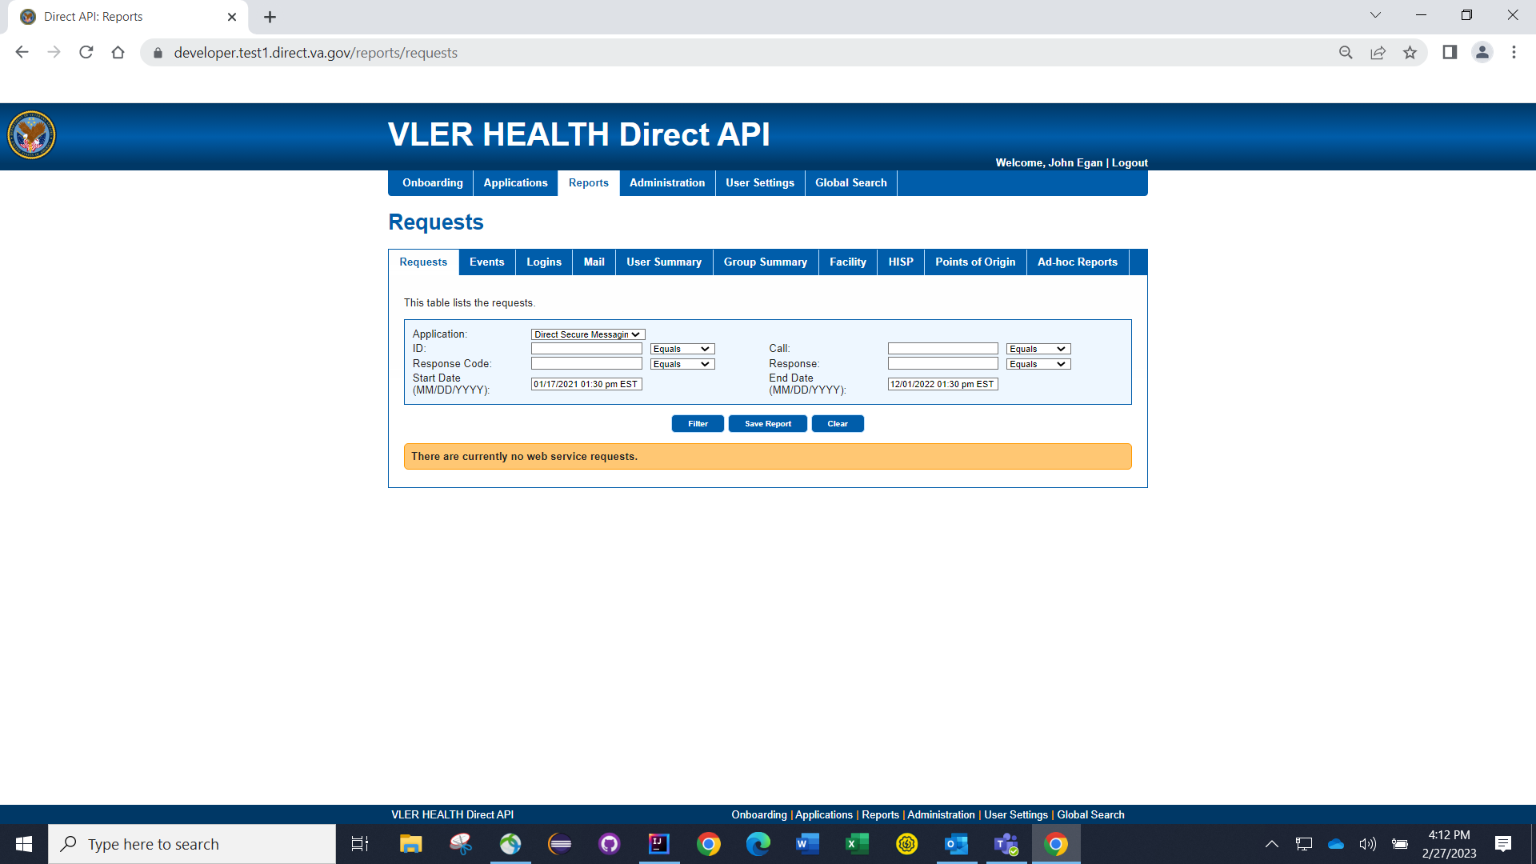 Direct API: Reports
developer.test1.direct.va.gov/reports/requests
VLER HEALTH Direct API
Welcome, John Egan | Logout
Onboarding Applications Reports Administration User Settings Global Search
Requests
Requests Events Logins Mail User Summary Group Summary Facility HISP Points of Origin Ad-hoc Reports
This table lists the requests.
Application: Direct Secure Messagin
ID: Equals Call: Equals
Response Code: Equals Response: Equals
Start Date (MM/DD/YYYY): 01/17/2021 01:30 pm EST End Date (MM/DD/YYYY): 12/01/2022 01:30 pm EST
Filter Save Report Clear
There are currently no web service requests.
VLER HEALTH Direct API Onboarding | Applications | Reports | Administration | User Settings | Global Search
Type here to search
4:12 PM
2/27/2023